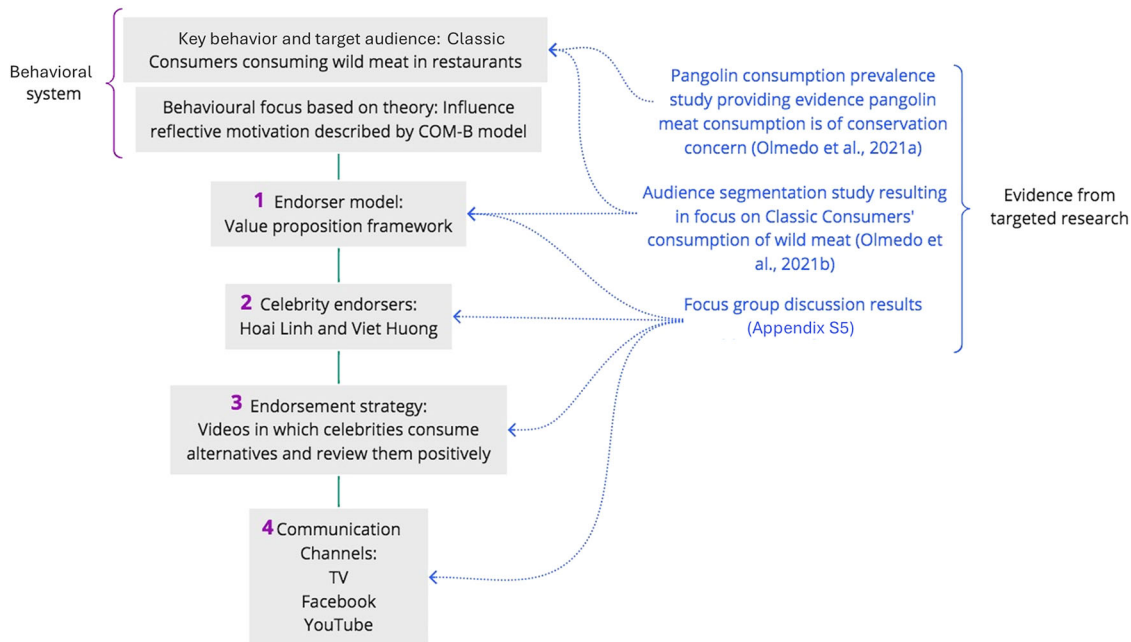 Behavioral
system
Key behavior and target audience: Classic
Consumers consuming wild meat in restaurants
Behavioural focus based on theory: Influence
reflective motivation described by COM-B model
1 Endorser model:
Value proposition framework
2 Celebrity endorsers:
Hoai Linh and Viet Huong
3 Endorsement strategy:
Videos in which celebrities consume
alternatives and review them positively
4 Communication
Channels:
TV
Facebook
YouTube
Pangolin consumption prevalence
study providing evidence pangolin
meat consumption is of conservation
concern (Olmedo et al., 2021a)
Audience segmentation study resulting
in focus on Classic Consumers'
consumption of wild meat (Olmedo et
al., 2021b)
Focus group discussion results
(Appendix S5)
Evidence from
targeted research